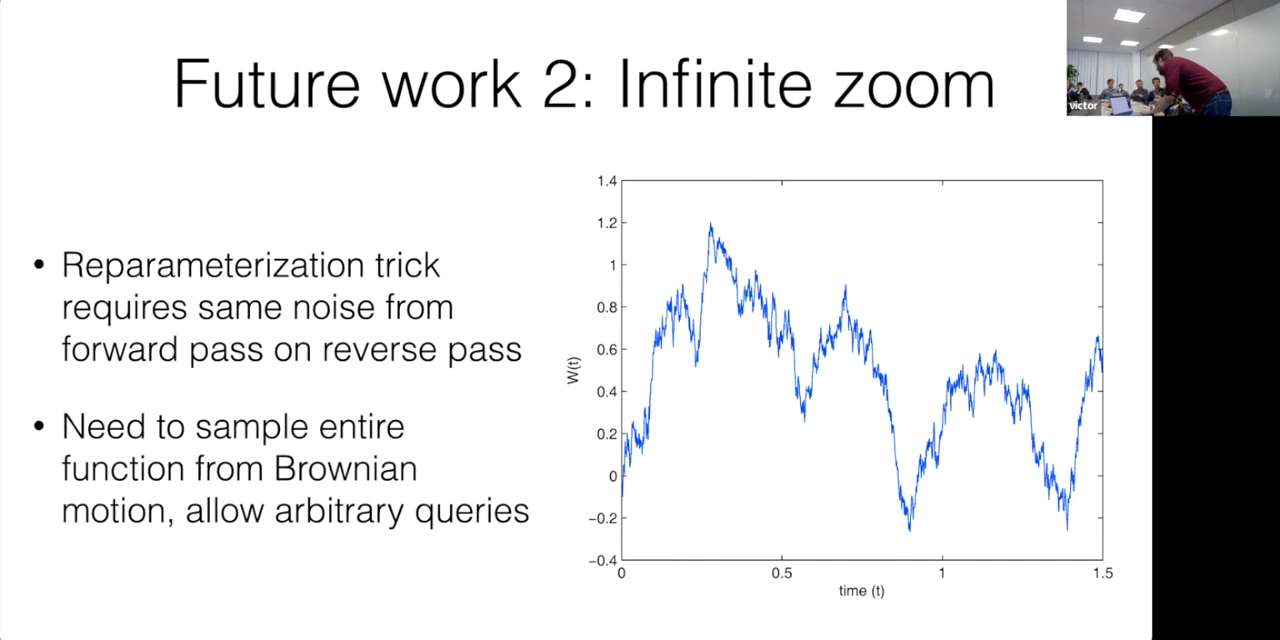 Future work 2: Infinite zoom
victor
• Reparameterization trick
requires same noise from
forward pass on reverse pass
• Need to sample entire
function from Brownian
motion, allow arbitrary queries
1.4
1.2
1
0.8
0.6
0.4
0.2
0
−0.2
−0.4
W(t)
0
0.5
1
1.5
time (t)